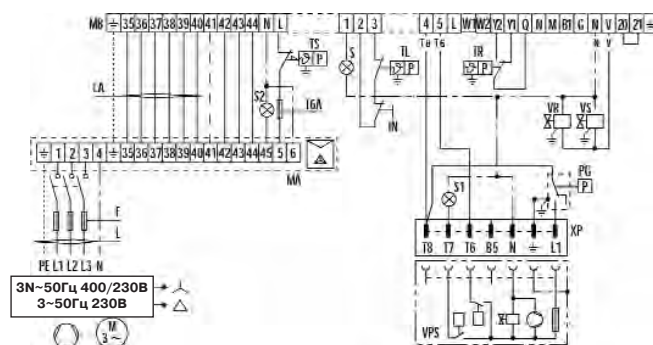 MB ⏚ 35 36 37 38 39 40 41 42 43 44 N L
1 2 3
4 5 L W1 W2 Y2 Y1 Q N M B1 G N V 20 21 ⏚
T8 T6
N V
TS
P
S
TL
P
TR
P
LA
S2
TGA
IN
VR VS
⏚ 1 2 3 4 ⏚ 35 36 37 38 39 40 41 42 43 44 45 5 6
MA
PG
P
S1
F
L
XP
T8 T7 T6 B5 N ⏚ L1
PE L1 L2 L3 N
3N~50Гц 400/230В
3~50Гц 230В
M
3~
VPS